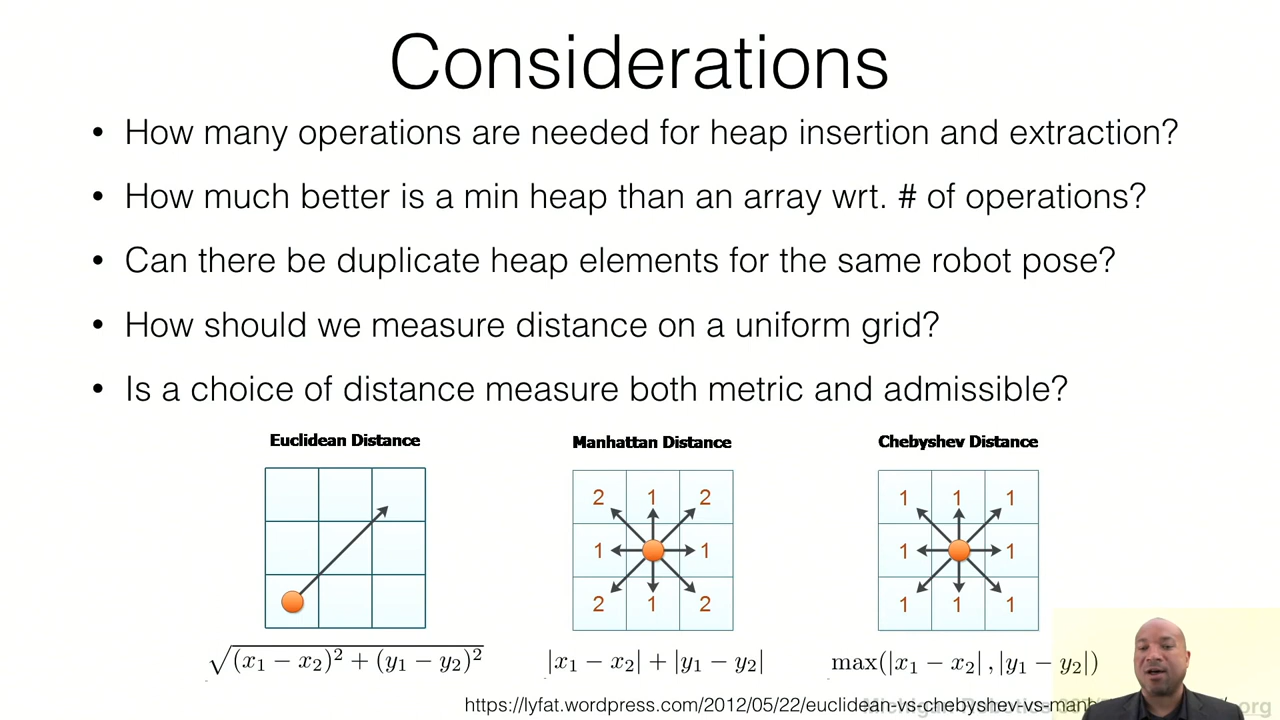 Considerations
• How many operations are needed for heap insertion and extraction?
• How much better is a min heap than an array wrt. # of operations?
• Can there be duplicate heap elements for the same robot pose?
• How should we measure distance on a uniform grid?
• Is a choice of distance measure both metric and admissible?
Euclidean Distance
Manhattan Distance
Chebyshev Distance
2 1 2
1 1
2 1 2
1 1 1
1 1
1 1 1
√(x₁ − x₂)² + (y₁ − y₂)²
|x₁ − x₂| + |y₁ − y₂|
max(|x₁ − x₂| , |y₁ − y₂|)
https://lyfat.wordpress.com/2012/05/22/euclidean-vs-chebyshev-vs-manh
org